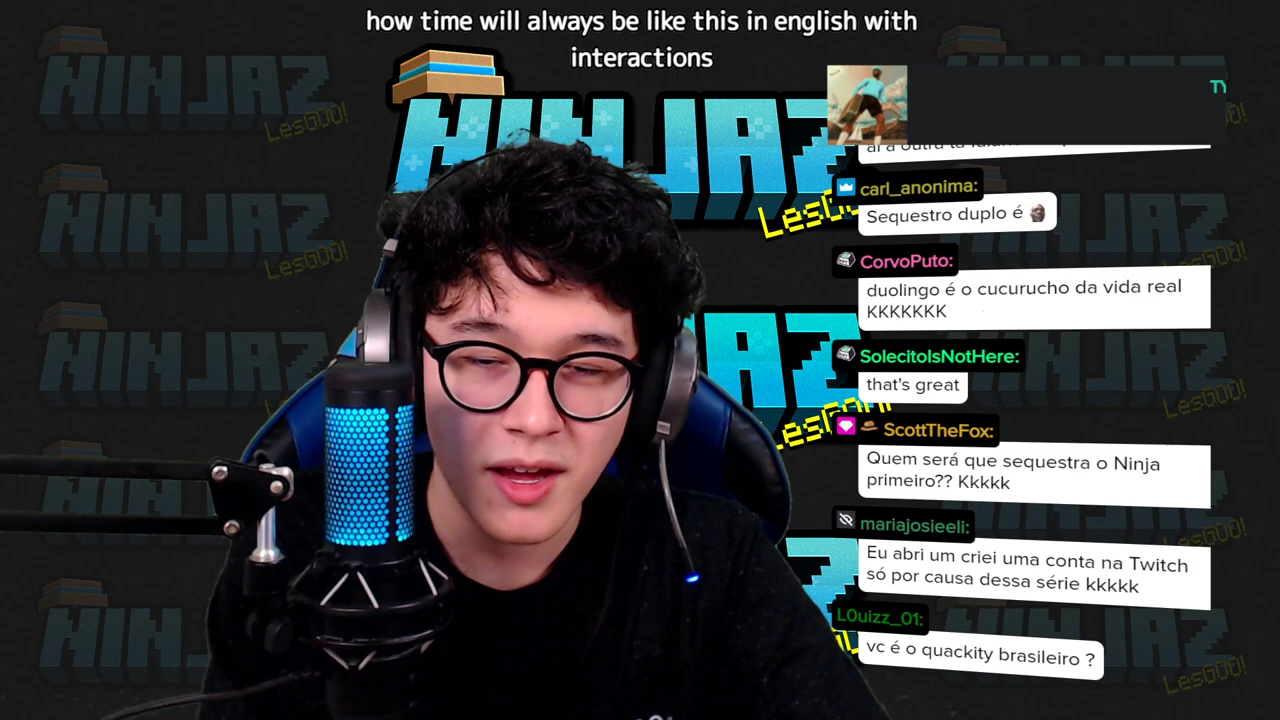 how time will always be like this in english with
interactions
NINJAZ
LesGOO!
carl_anonima:
Sequestro duplo é
CorvoPuto:
duolingo é o cucurucho da vida real
KKKKKKK
SolecitoIsNotHere:
that's great
ScottTheFox:
Quem será que sequestra o Ninja
primeiro?? Kkkkk
mariajosieeli:
Eu abri um criei uma conta na Twitch
só por causa dessa série kkkkk
L0uizz_01:
vc é o quackity brasileiro ?